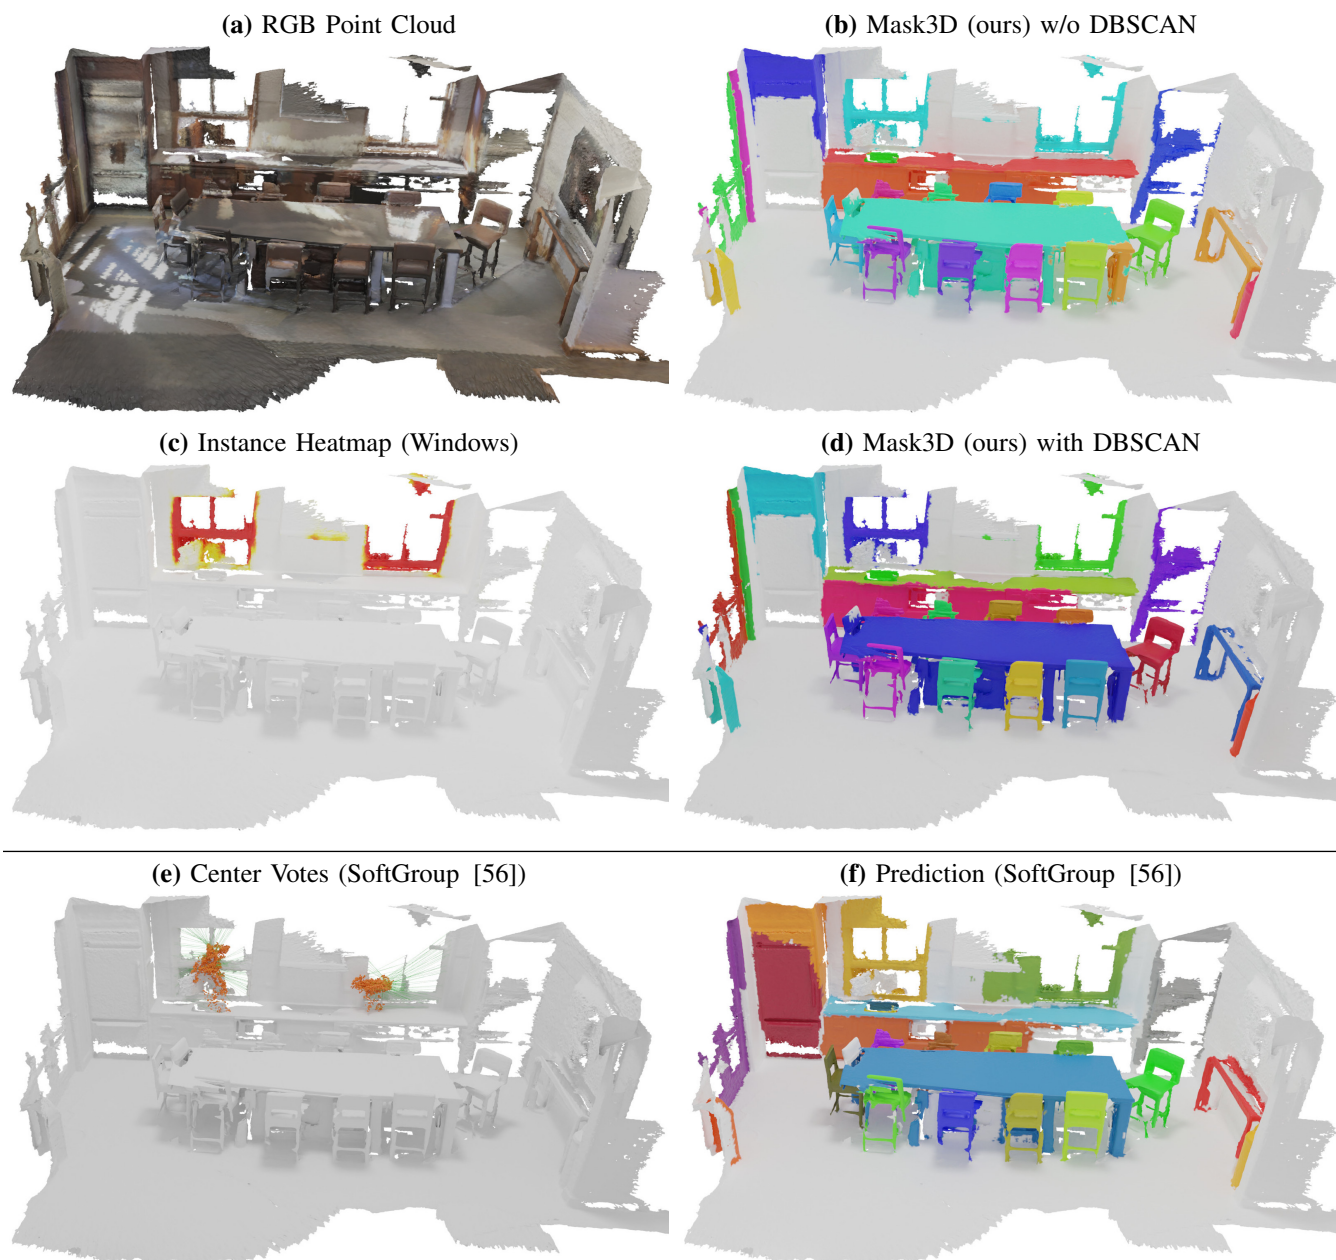 (a) RGB Point Cloud
(b) Mask3D (ours) w/o DBSCAN
(c) Instance Heatmap (Windows)
(d) Mask3D (ours) with DBSCAN
(e) Center Votes (SoftGroup [56])
(f) Prediction (SoftGroup [56])